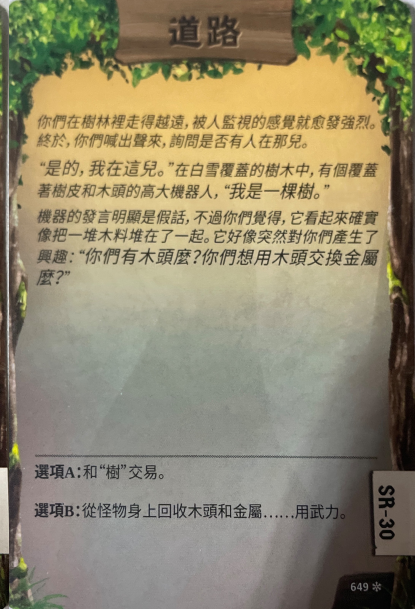 道路
你們在樹林裡走得越遠，被人監視的感覺就愈發強烈。
終於，你們喊出聲來，詢問是否有人在那兒。
“是的，我在這兒。”在白雪覆蓋的樹木中，有個覆蓋
著樹皮和木頭的高大機器人，“我是一棵樹。”
機器的發言明顯是假話，不過你們覺得，它看起來確實
像把一堆木料堆在了一起。它好像突然對你們產生了
興趣：“你們有木頭麼？你們想用木頭交換金屬
麼？”
選項A：和“樹”交易。
選項B：從怪物身上回收木頭和金屬……用武力。
SR-30
649